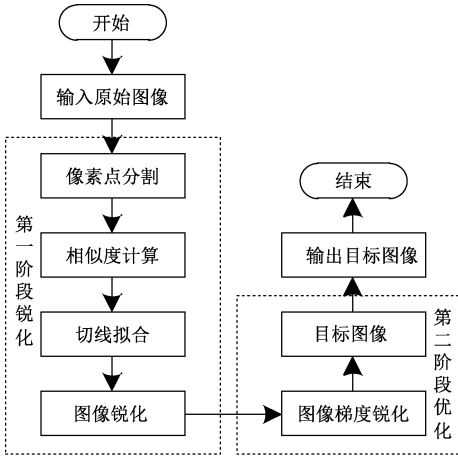 开始
输入原始图像
第一阶段锐化
像素点分割
相似度计算
切线拟合
图像锐化
结束
输出目标图像
目标图像
图像梯度锐化
第二阶段优化